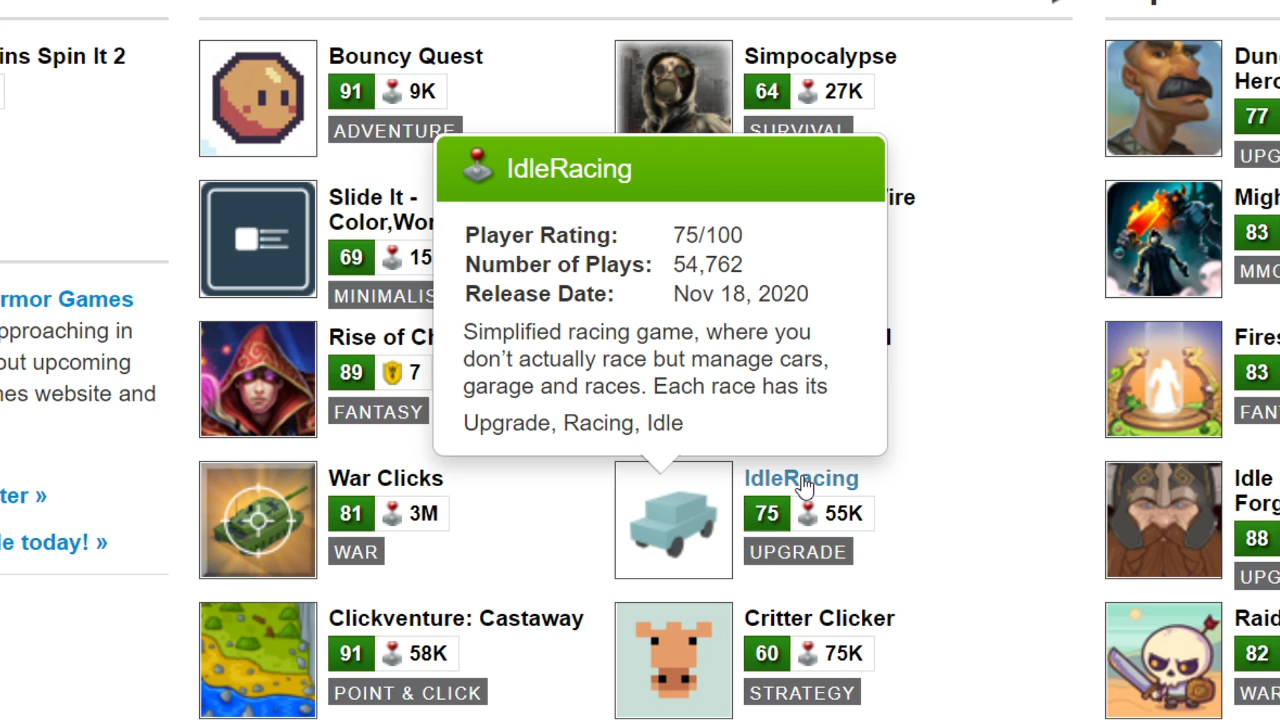 ins Spin It 2
rmor Games
pproaching in
out upcoming
nes website and
ter »
le today! »
Bouncy Quest
91 9K
ADVENTURE
Slide It -
Color,Wor
69 15
MINIMALIS
Rise of Ch
89 7
FANTASY
War Clicks
81 3M
WAR
Clickventure: Castaway
91 58K
POINT & CLICK
Simpocalypse
64 27K
SURVIVAL
ire
IdleRacing
Player Rating: 75/100
Number of Plays: 54,762
Release Date: Nov 18, 2020
Simplified racing game, where you
don’t actually race but manage cars,
garage and races. Each race has its
Upgrade, Racing, Idle
IdleRacing
75 55K
UPGRADE
Critter Clicker
60 75K
STRATEGY
Dun
Hero
77
UPG
Migh
83
MMO
Fires
83
FAN
Idle
Forg
88
UPG
Raid
82
WAR